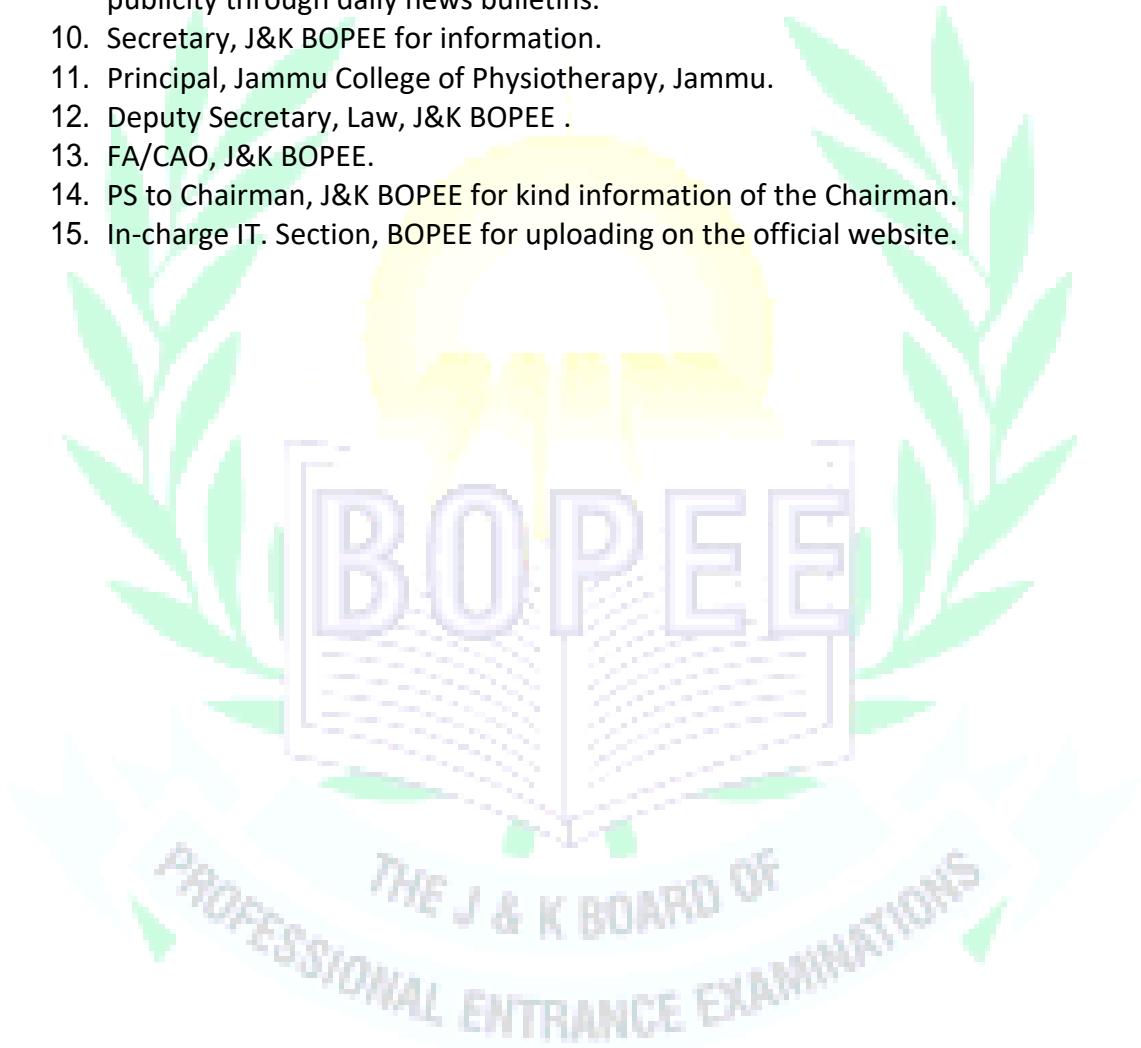 publicity through daily news bulletins.
10. Secretary, J&K BOPEE for information.
11. Principal, Jammu College of Physiotherapy, Jammu.
12. Deputy Secretary, Law, J&K BOPEE .
13. FA/CAO, J&K BOPEE.
14. PS to Chairman, J&K BOPEE for kind information of the Chairman.
15. In-charge IT. Section, BOPEE for uploading on the official website.
BOPEE
THE J & K BOARD OF
PROFESSIONAL ENTRANCE EXAMINATIONS